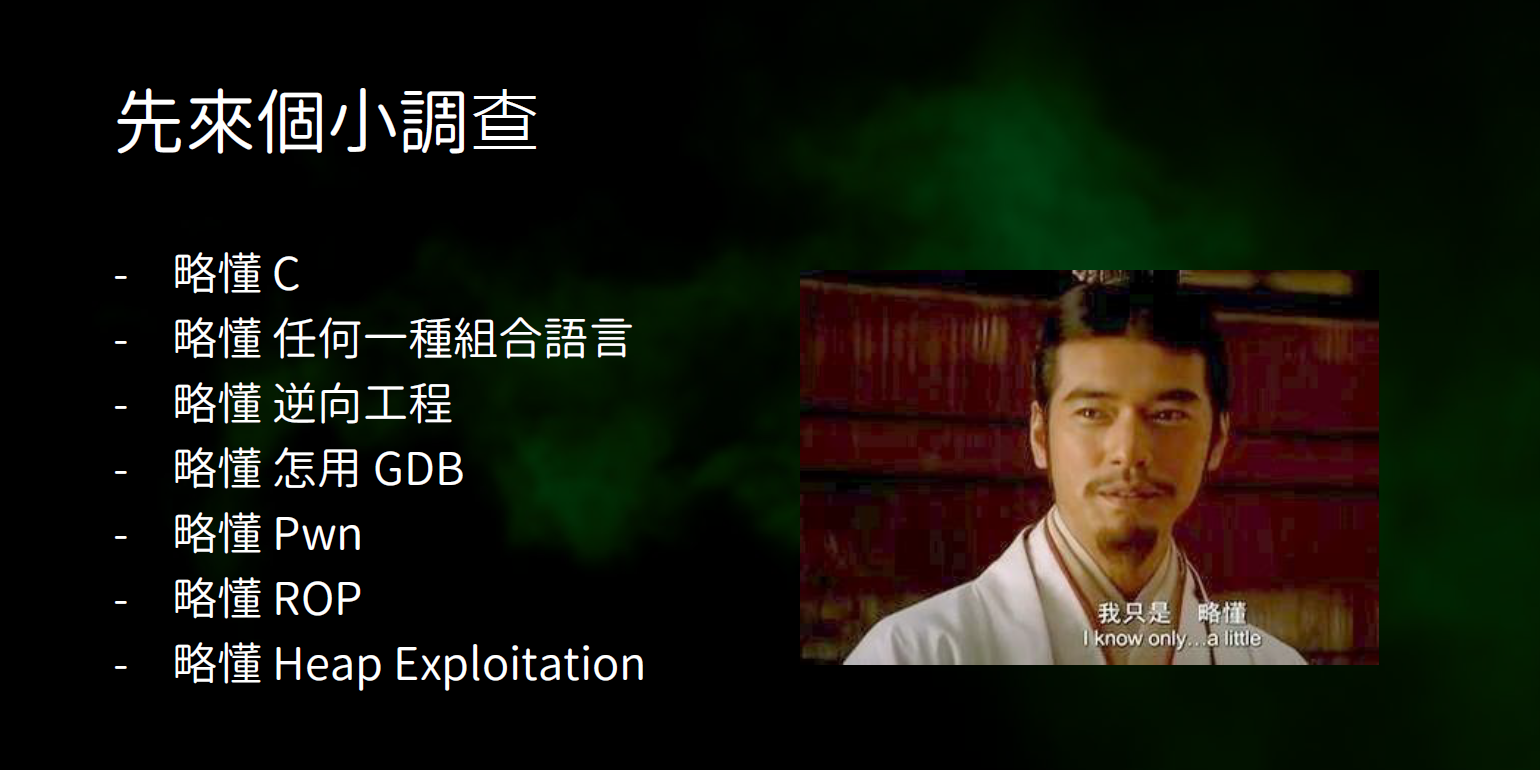 先來個小調查
- 略懂 C
- 略懂 任何一種組合語言
- 略懂 逆向工程
- 略懂 怎用 GDB
- 略懂 Pwn
- 略懂 ROP
- 略懂 Heap Exploitation
我只是 略懂
I know only...a little